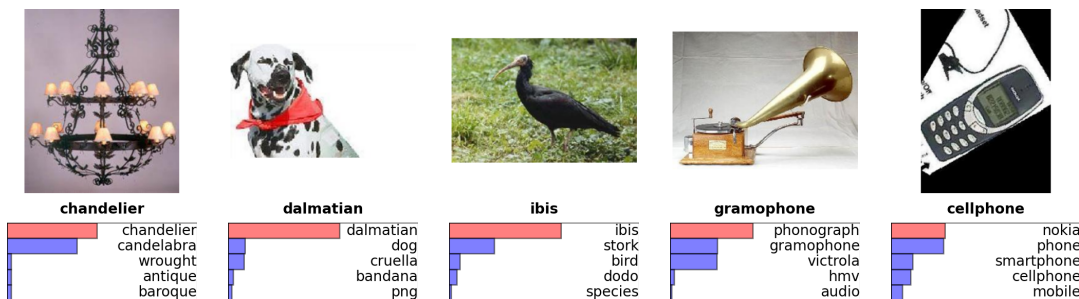 chandelier
chandelier
candelabra
wrought
antique
baroque
dalmatian
dalmatian
dog
cruella
bandana
png
ibis
ibis
stork
bird
dodo
species
gramophone
phonograph
gramophone
victrola
hmv
audio
cellphone
nokia
phone
smartphone
cellphone
mobile